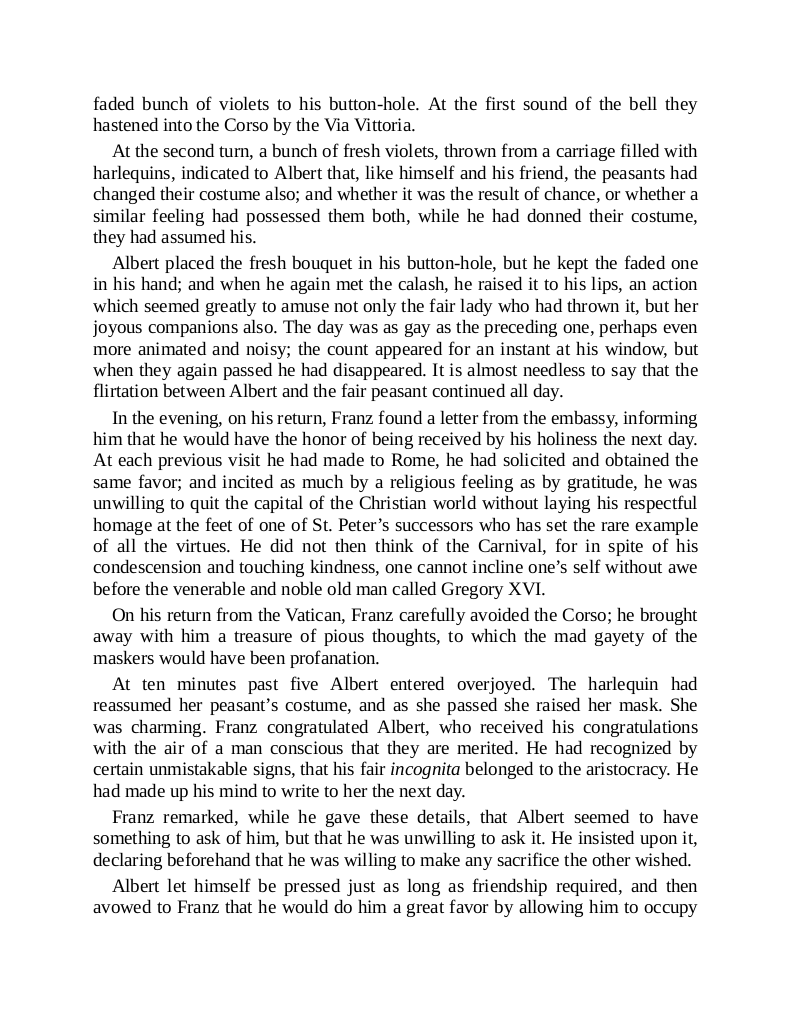 faded bunch of violets to his button-hole. At the first sound of the bell they
hastened into the Corso by the Via Vittoria.
At the second turn, a bunch of fresh violets, thrown from a carriage filled with
harlequins, indicated to Albert that, like himself and his friend, the peasants had
changed their costume also; and whether it was the result of chance, or whether a
similar feeling had possessed them both, while he had donned their costume,
they had assumed his.
Albert placed the fresh bouquet in his button-hole, but he kept the faded one
in his hand; and when he again met the calash, he raised it to his lips, an action
which seemed greatly to amuse not only the fair lady who had thrown it, but her
joyous companions also. The day was as gay as the preceding one, perhaps even
more animated and noisy; the count appeared for an instant at his window, but
when they again passed he had disappeared. It is almost needless to say that the
flirtation between Albert and the fair peasant continued all day.
In the evening, on his return, Franz found a letter from the embassy, informing
him that he would have the honor of being received by his holiness the next day.
At each previous visit he had made to Rome, he had solicited and obtained the
same favor; and incited as much by a religious feeling as by gratitude, he was
unwilling to quit the capital of the Christian world without laying his respectful
homage at the feet of one of St. Peter’s successors who has set the rare example
of all the virtues. He did not then think of the Carnival, for in spite of his
condescension and touching kindness, one cannot incline one’s self without awe
before the venerable and noble old man called Gregory XVI.
On his return from the Vatican, Franz carefully avoided the Corso; he brought
away with him a treasure of pious thoughts, to which the mad gayety of the
maskers would have been profanation.
At ten minutes past five Albert entered overjoyed. The harlequin had
reassumed her peasant’s costume, and as she passed she raised her mask. She
was charming. Franz congratulated Albert, who received his congratulations
with the air of a man conscious that they are merited. He had recognized by
certain unmistakable signs, that his fair incognita belonged to the aristocracy. He
had made up his mind to write to her the next day.
Franz remarked, while he gave these details, that Albert seemed to have
something to ask of him, but that he was unwilling to ask it. He insisted upon it,
declaring beforehand that he was willing to make any sacrifice the other wished.
Albert let himself be pressed just as long as friendship required, and then
avowed to Franz that he would do him a great favor by allowing him to occupy